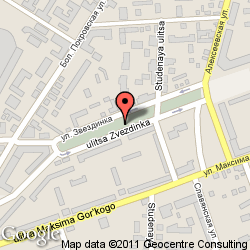 Бол. Покровская ул.
Studenaya ulitsa
Алексеевская ул.
ул. Звездинка
ulitsa Zvezdinka
ул. Максима
Славянская ул.
Studenaya
Maksima Gor'kogo
Map data ©2011 Geocentre Consulting